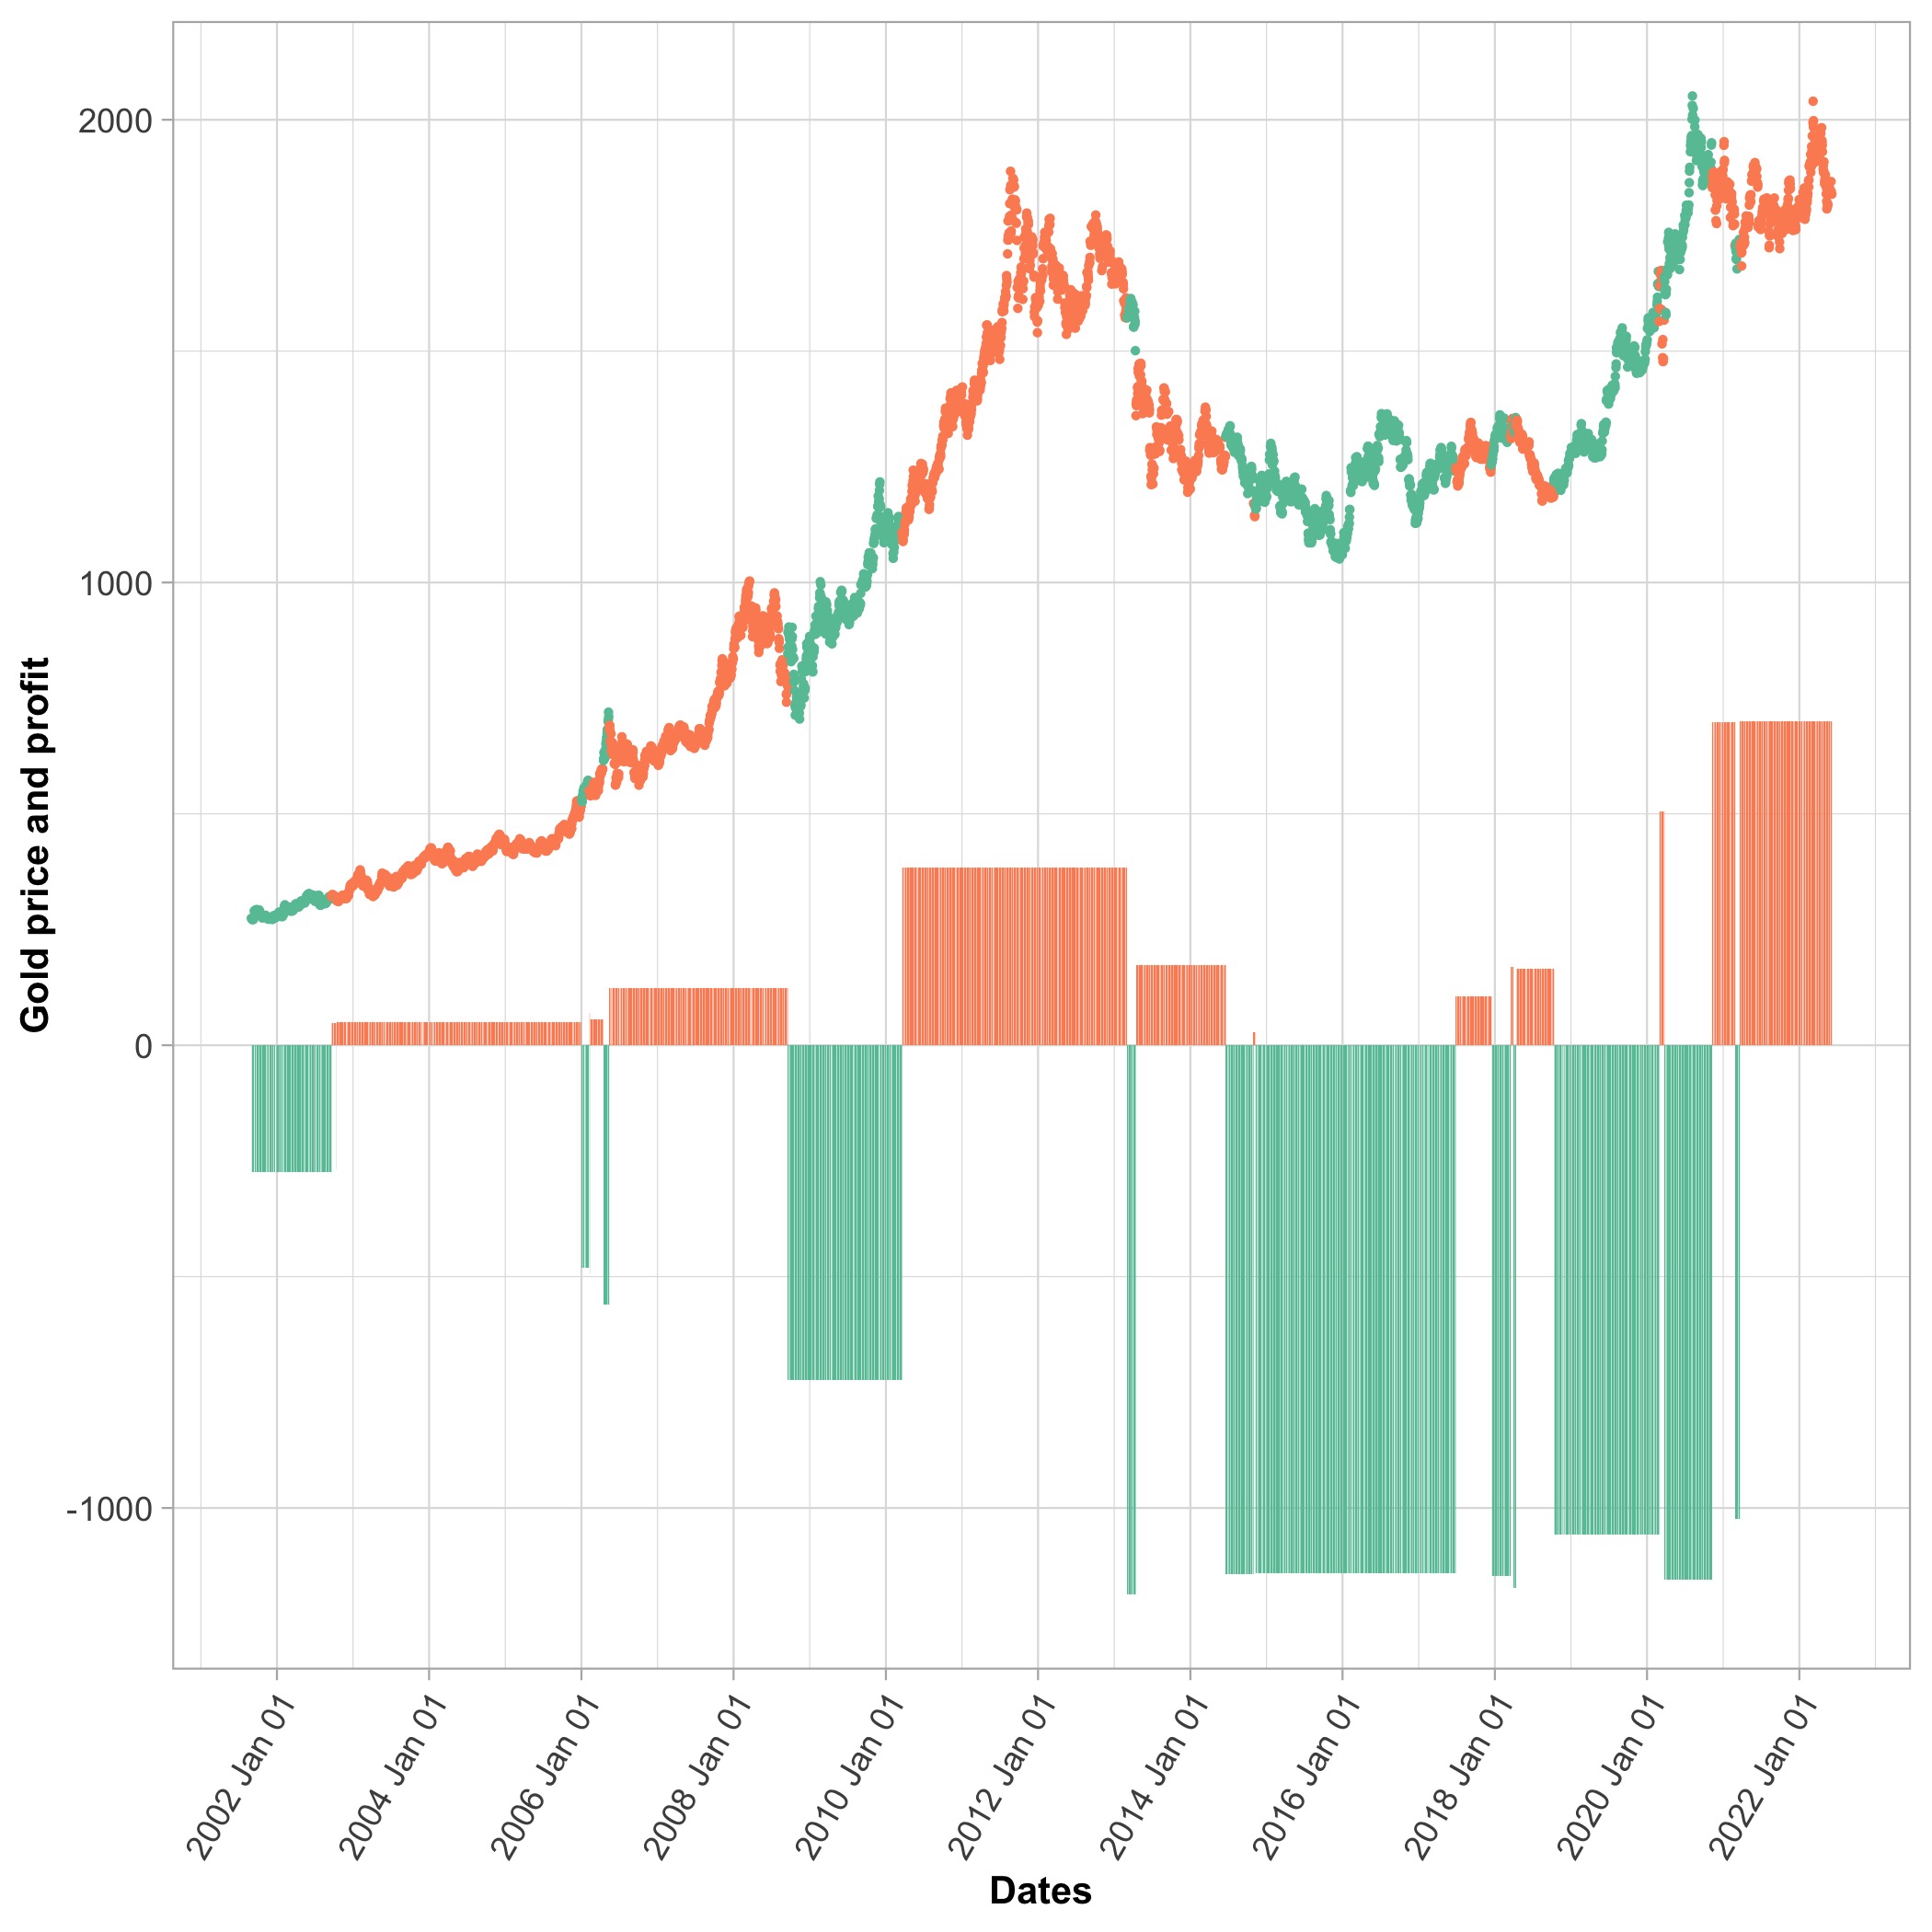 Gold price and profit
2000
1000
0
-1000
2002 Jan 01
2004 Jan 01
2006 Jan 01
2008 Jan 01
2010 Jan 01
2012 Jan 01
2014 Jan 01
2016 Jan 01
2018 Jan 01
2020 Jan 01
2022 Jan 01
Dates